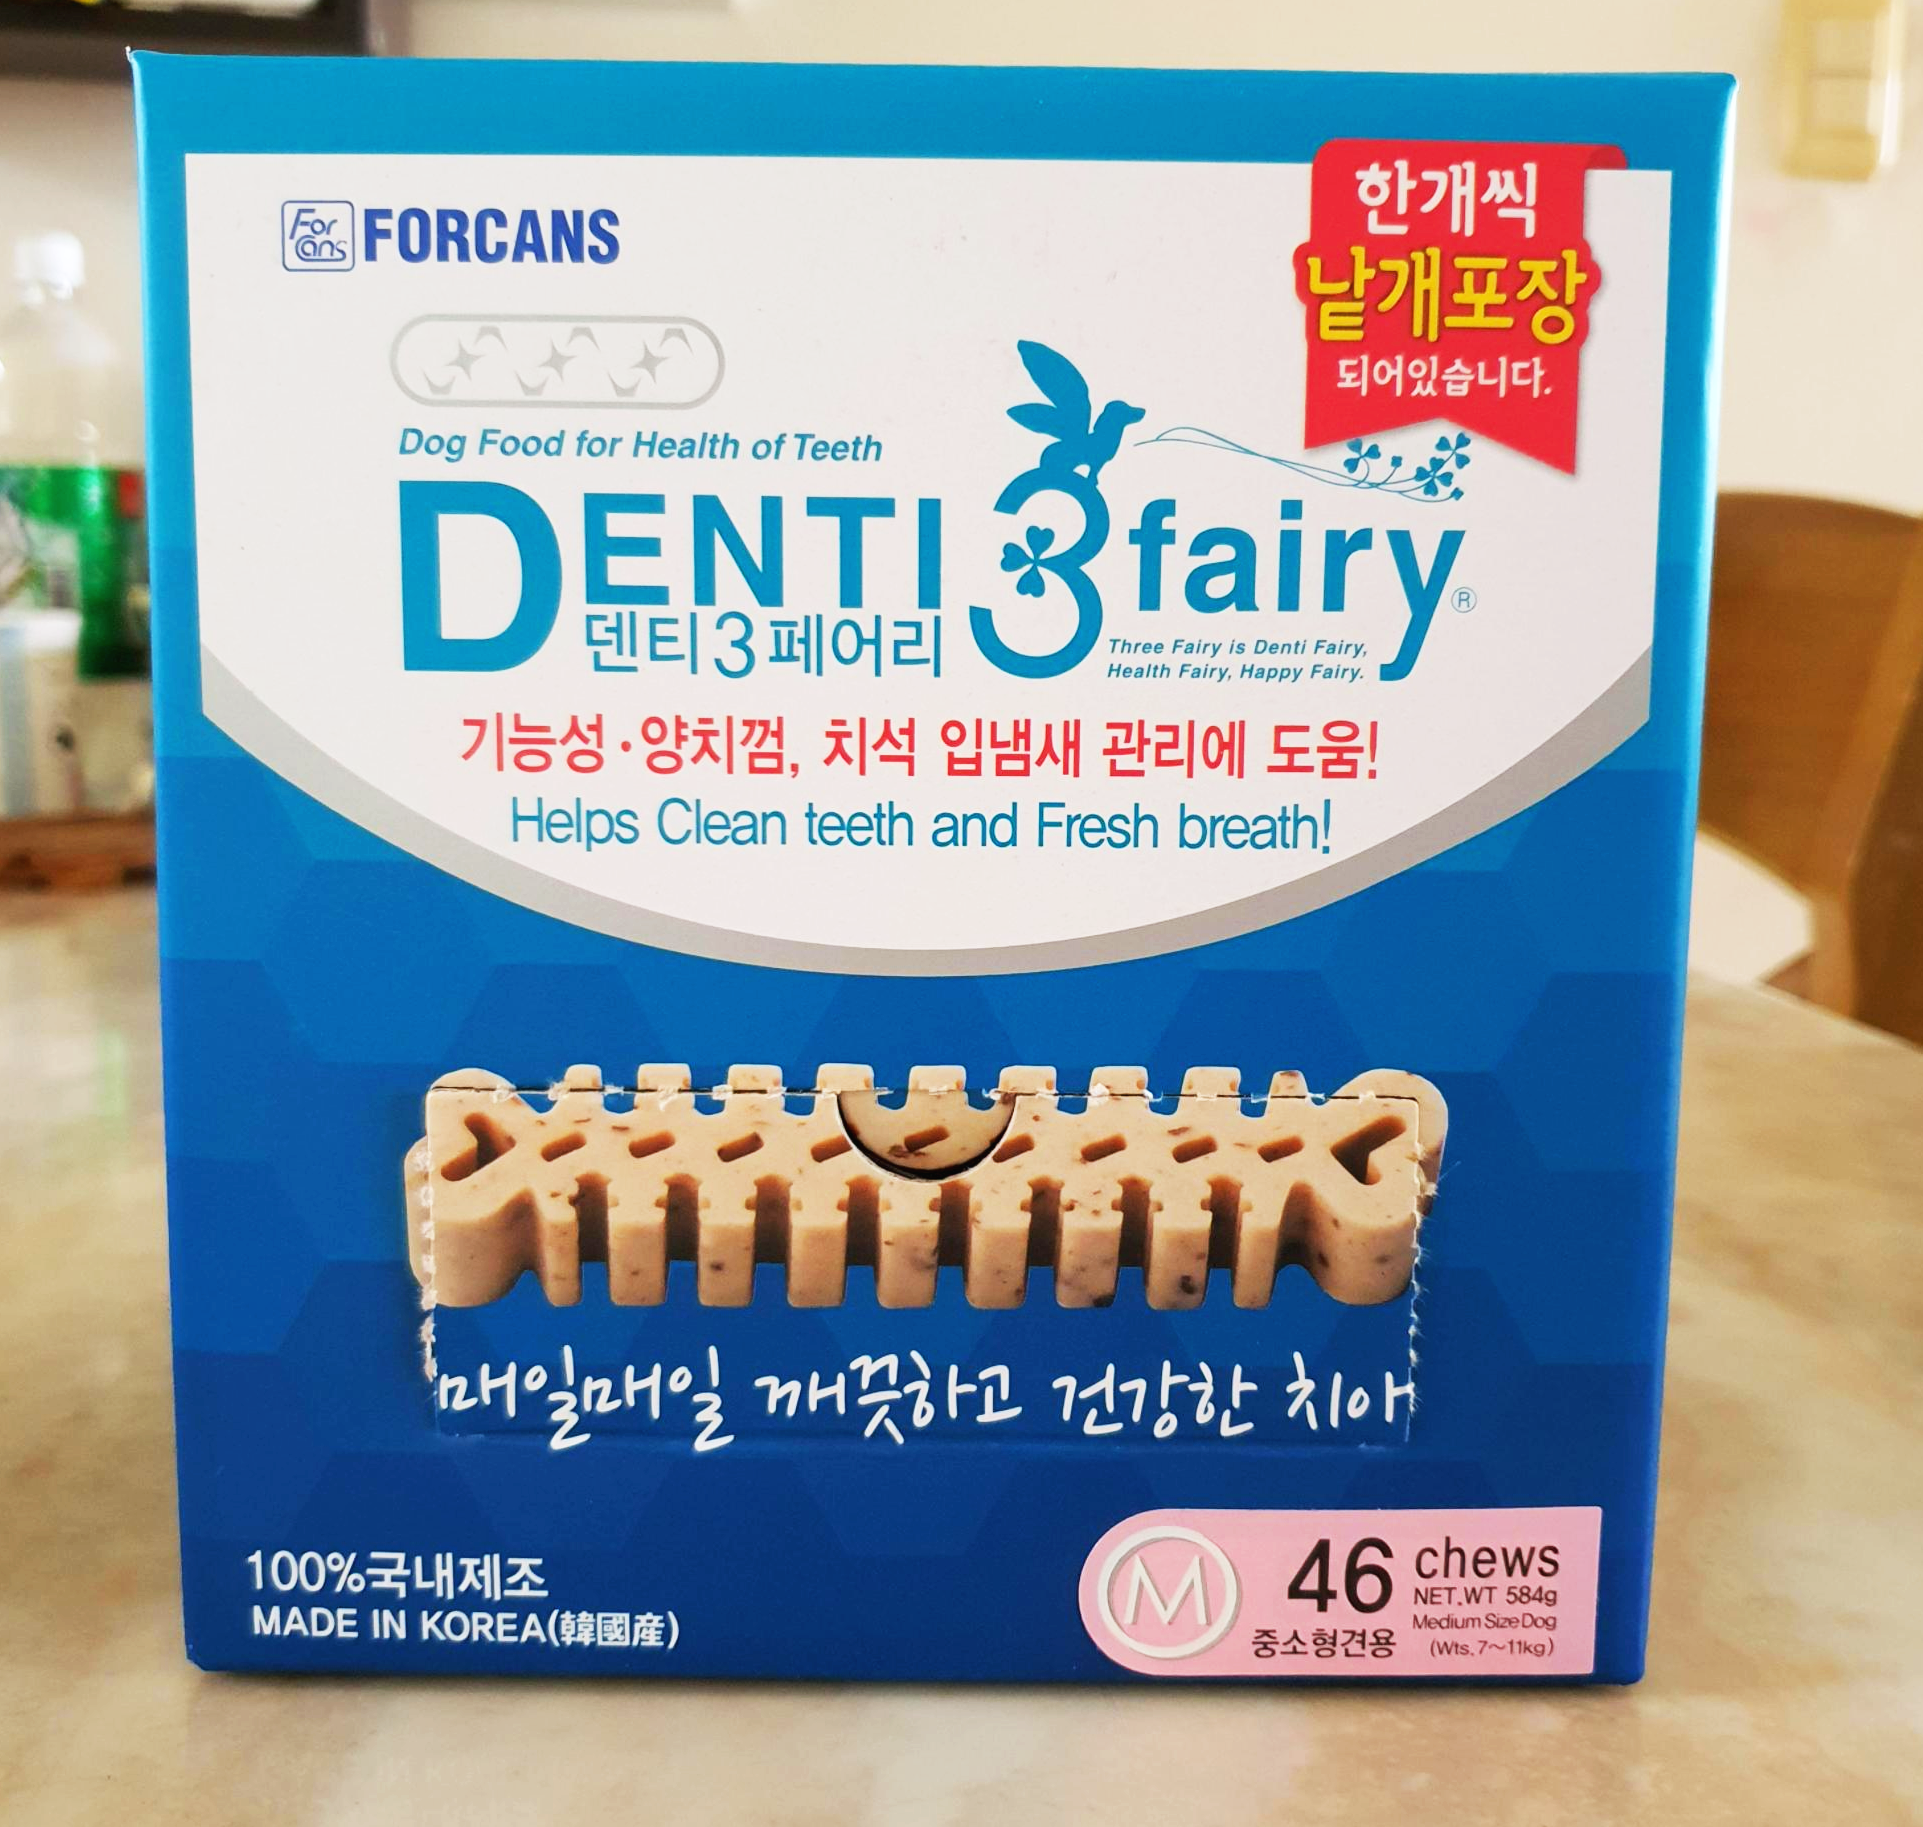 For Cans FORCANS
한개씩
낱개포장
되어있습니다.
Dog Food for Health of Teeth
DENTI 3 fairy®
덴티3페어리
Three Fairy is Denti Fairy,
Health Fairy, Happy Fairy.
기능성·양치껌, 치석 입냄새 관리에 도움!
Helps Clean teeth and Fresh breath!
매일매일 깨끗하고 건강한 치아
100%국내제조
MADE IN KOREA(韓國産)
M 46 chews
NET.WT 584g
중소형견용
Medium Size Dog
(Wts. 7~11kg)